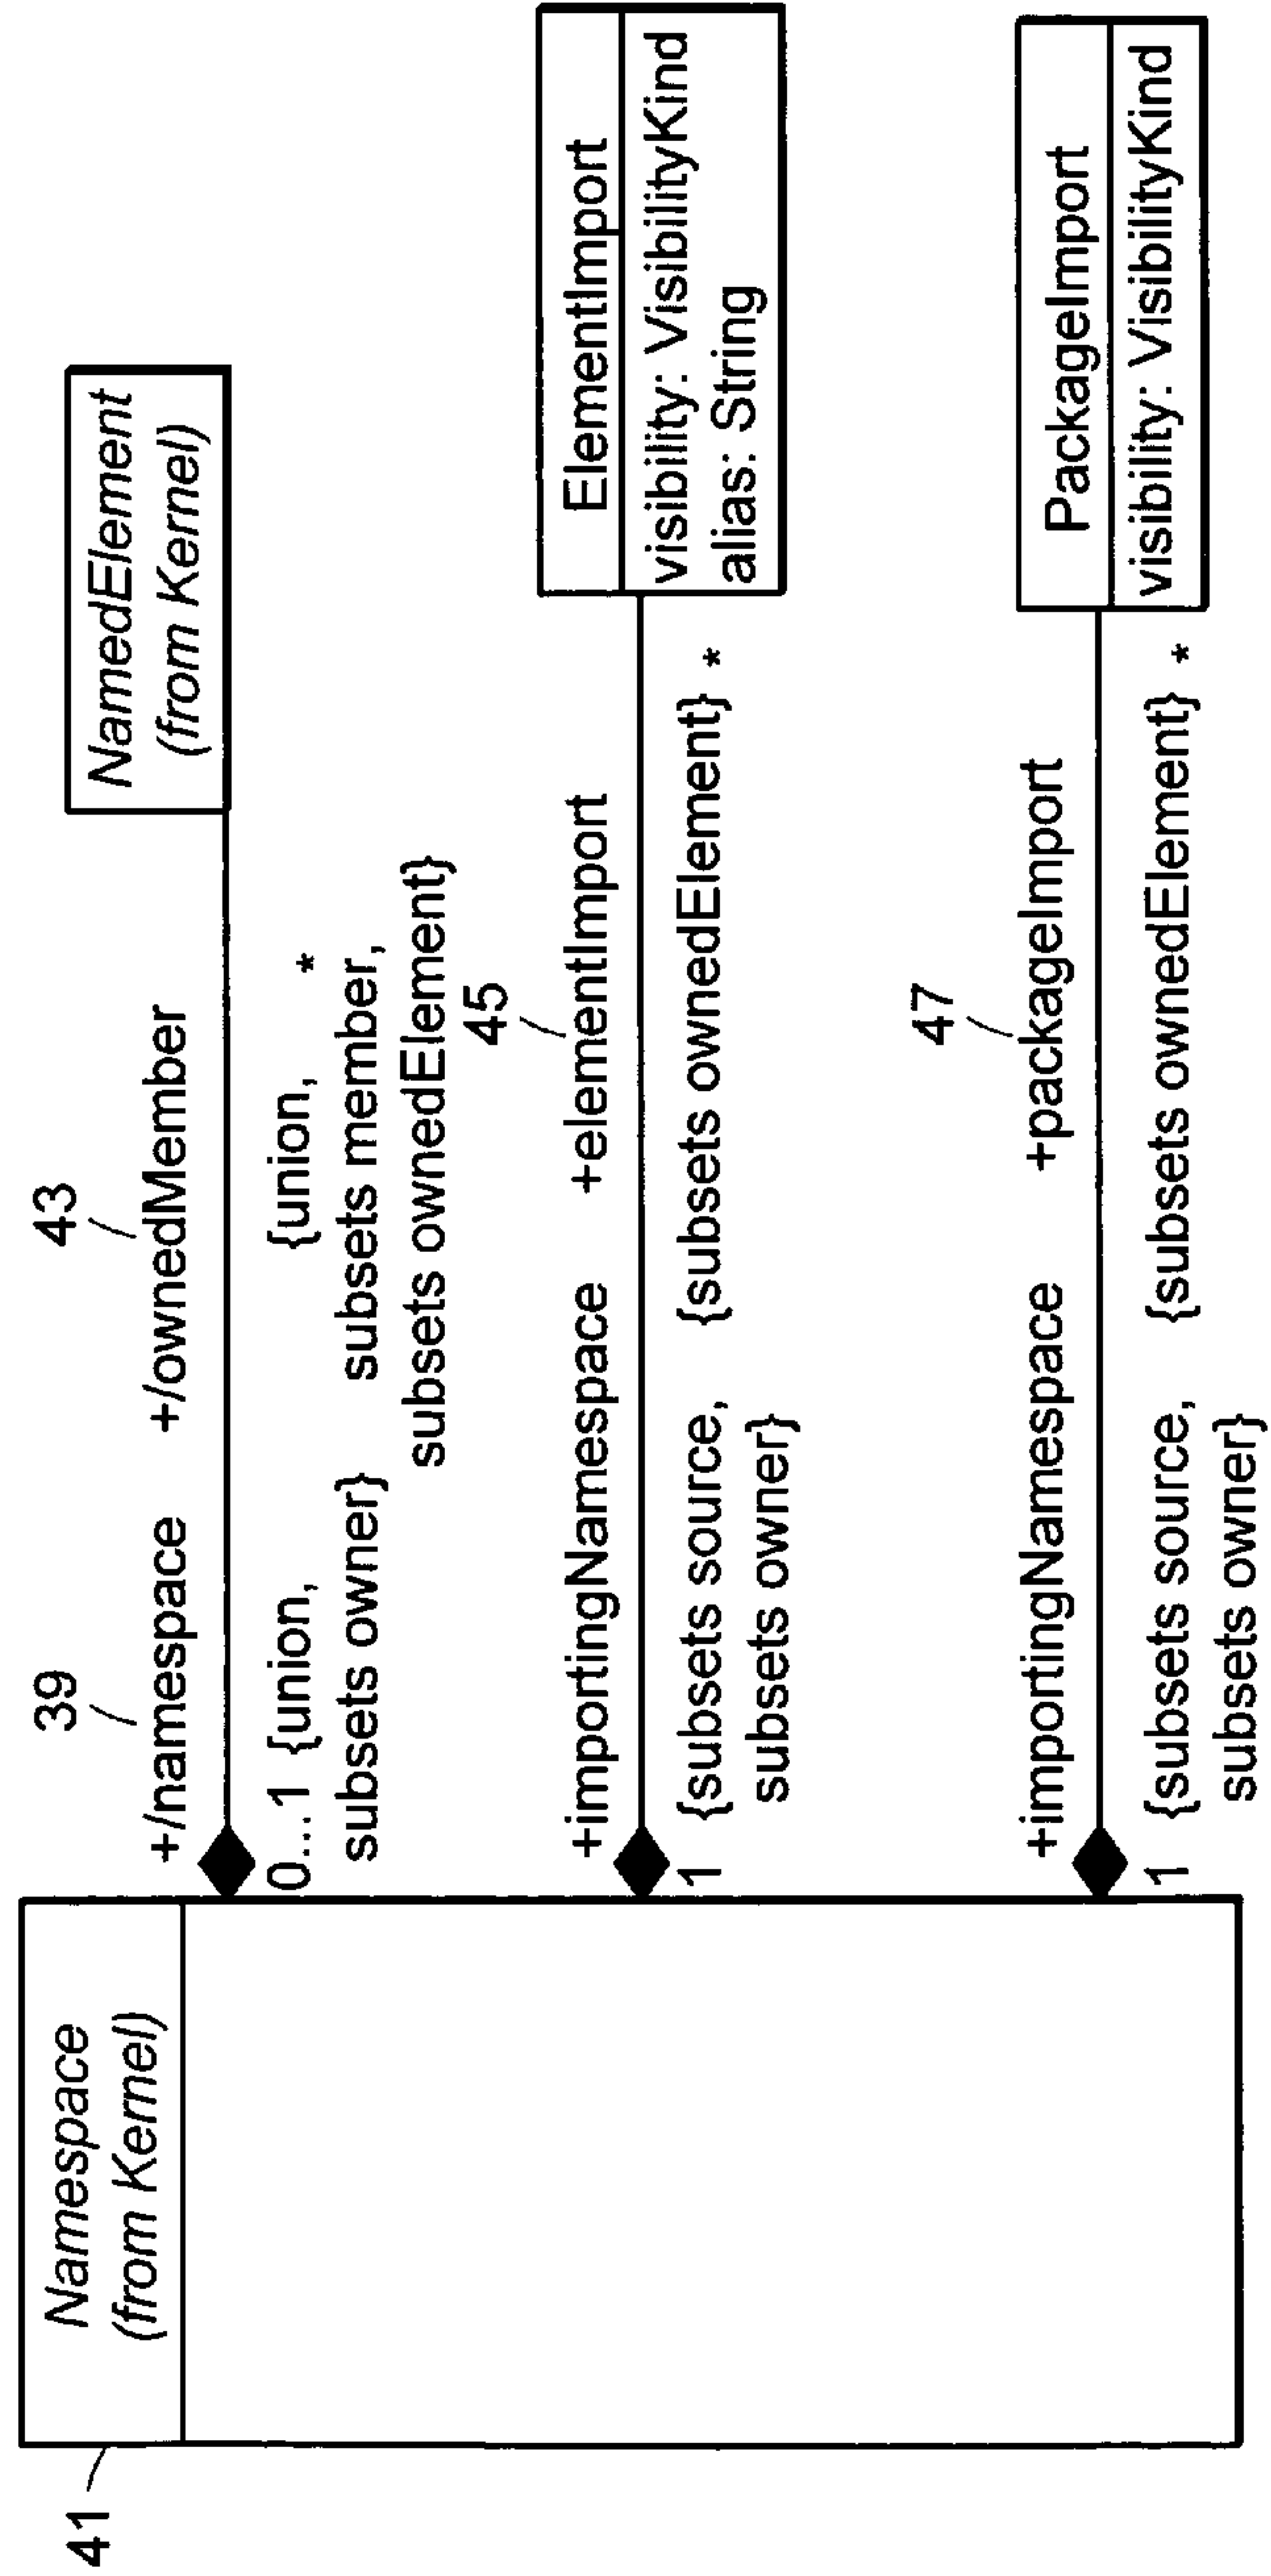 41
Namespace
(from Kernel)
39
+/namespace
0...1 {union,
subsets owner}
43
+/ownedMember
{union, *
subsets member,
subsets ownedElement}
NamedElement
(from Kernel)
+importingNamespace
1 {subsets source,
subsets owner}
45
+elementImport
{subsets ownedElement} *
ElementImport
visibility: VisibilityKind
alias: String
+importingNamespace
1 {subsets source,
subsets owner}
47
+packageImport
{subsets ownedElement} *
PackageImport
visibility: VisibilityKind